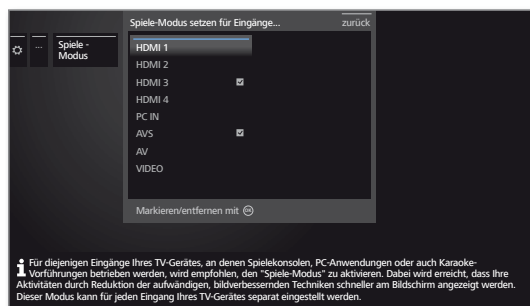 Spiele-Modus setzen für Eingänge... zurück
... Spiele -
Modus
HDMI 1
HDMI 2
HDMI 3
HDMI 4
PC IN
AVS
AV
VIDEO
Markieren/entfernen mit OK
Für diejenigen Eingänge Ihres TV-Gerätes, an denen Spielekonsolen, PC-Anwendungen oder auch Karaoke-
Vorführungen betrieben werden, wird empfohlen, den "Spiele-Modus" zu aktivieren. Dabei wird erreicht, dass Ihre
Aktivitäten durch Reduktion der aufwändigen, bildverbessernden Techniken schneller am Bildschirm angezeigt werden.
Dieser Modus kann für jeden Eingang Ihres TV-Gerätes separat eingestellt werden.